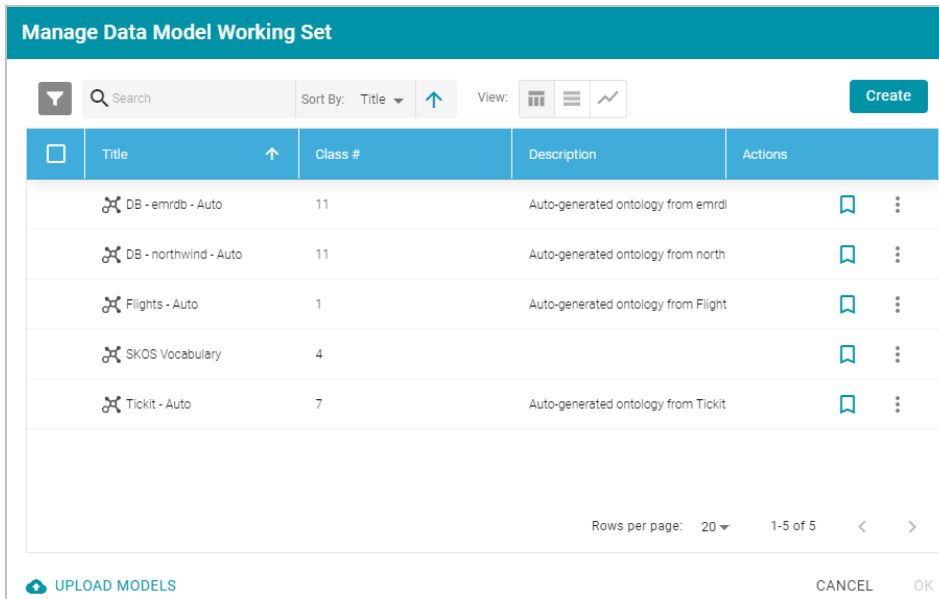 Manage Data Model Working Set
Search Sort By: Title View: Create
Title Class # Description Actions
DB - emrdb - Auto 11 Auto-generated ontology from emrdl
DB - northwind - Auto 11 Auto-generated ontology from north
Flights - Auto 1 Auto-generated ontology from Flight
SKOS Vocabulary 4
Tickit - Auto 7 Auto-generated ontology from Tickit
Rows per page: 20 1-5 of 5
UPLOAD MODELS CANCEL OK